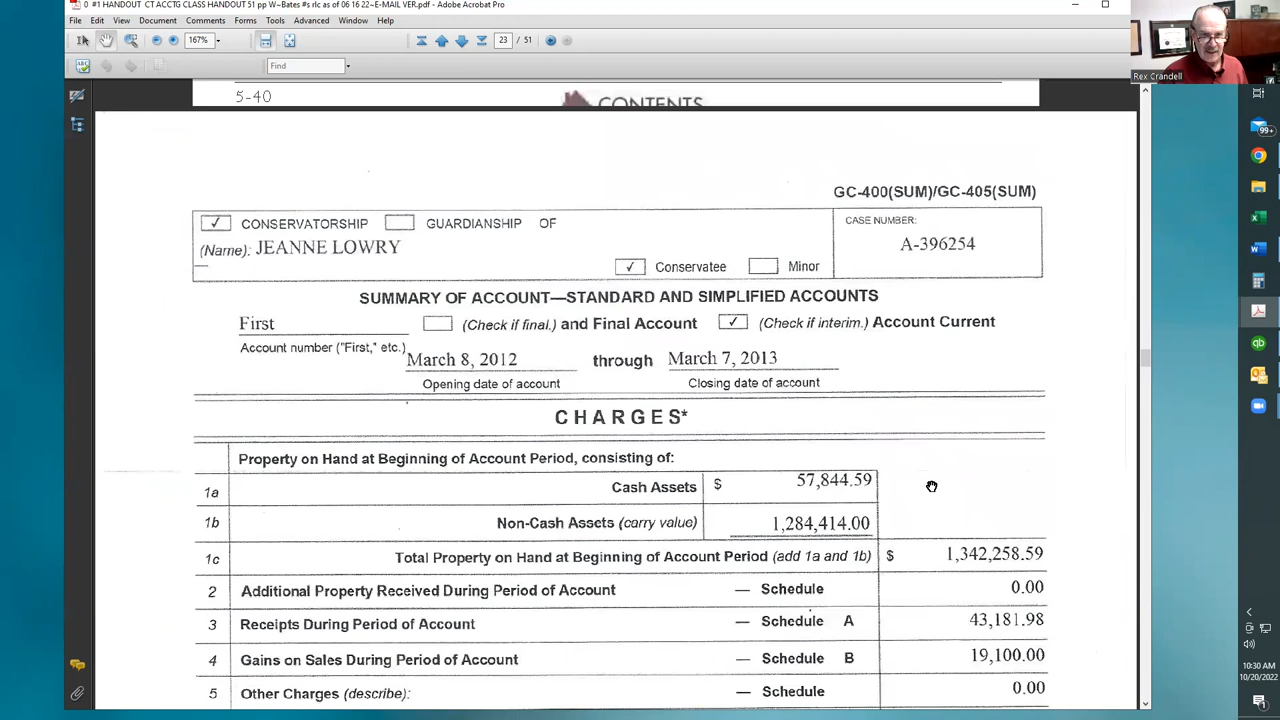 0 #1 HANDOUT CT ACCTG CLASS HANDOUT 51 pp W~Bates #s rlc as of 06 16 22~E-MAIL VER.pdf - Adobe Acrobat Pro
File Edit View Document Comments Forms Tools Advanced Window Help
167% 23 / 51
Find
Rex Crandell
5-40 CONTENTS
GC-400(SUM)/GC-405(SUM)
✓ CONSERVATORSHIP GUARDIANSHIP OF
(Name): JEANNE LOWRY
✓ Conservatee Minor
CASE NUMBER:
A-396254
SUMMARY OF ACCOUNT—STANDARD AND SIMPLIFIED ACCOUNTS
First (Check if final.) and Final Account ✓ (Check if interim.) Account Current
Account number ("First," etc.)
March 8, 2012 through March 7, 2013
Opening date of account Closing date of account
CHARGES*
Property on Hand at Beginning of Account Period, consisting of:
1a Cash Assets $ 57,844.59
1b Non-Cash Assets (carry value) 1,284,414.00
1c Total Property on Hand at Beginning of Account Period (add 1a and 1b) $ 1,342,258.59
2 Additional Property Received During Period of Account — Schedule 0.00
3 Receipts During Period of Account — Schedule A 43,181.98
4 Gains on Sales During Period of Account — Schedule B 19,100.00
5 Other Charges (describe): — Schedule 0.00
99+
10:30 AM
10/20/2022